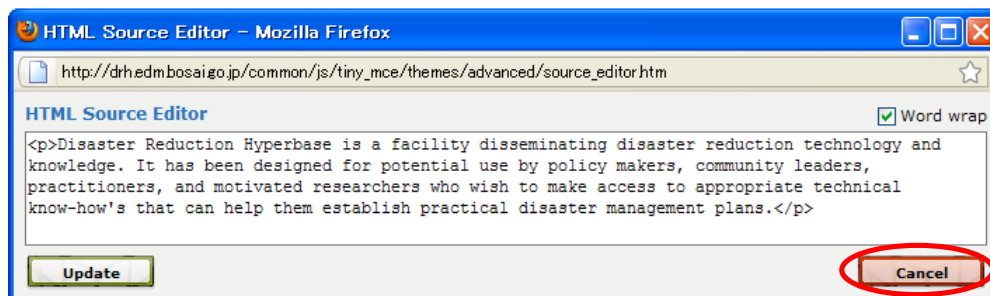 HTML Source Editor - Mozilla Firefox
http://drh.edm.bosai.go.jp/common/js/tiny_mce/themes/advanced/source_editor.htm
HTML Source Editor
Word wrap
<p>Disaster Reduction Hyperbase is a facility disseminating disaster reduction technology and
knowledge. It has been designed for potential use by policy makers, community leaders,
practitioners, and motivated researchers who wish to make access to appropriate technical
know-how's that can help them establish practical disaster management plans.</p>
Update
Cancel